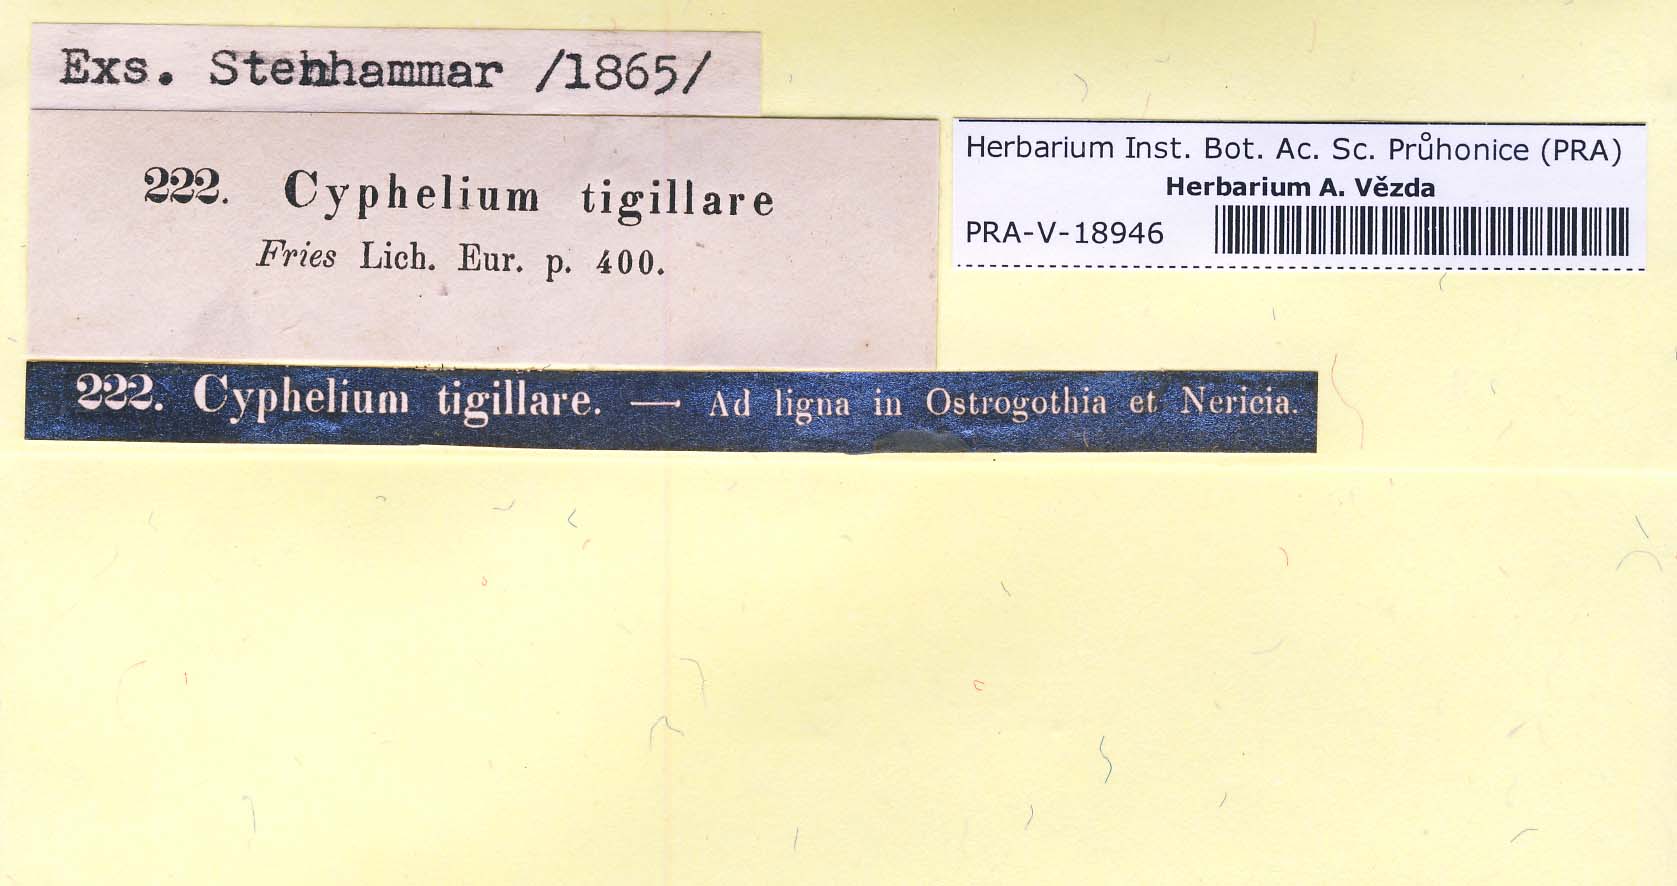 Exs. Stenhammar /1865/
222. Cyphelium tigillare
Fries Lich. Eur. p. 400.
222. Cyphelium tigillare. — Ad ligna in Ostrogothia et Nericia.
Herbarium Inst. Bot. Ac. Sc. Průhonice (PRA)
Herbarium A. Vězda
PRA-V-18946